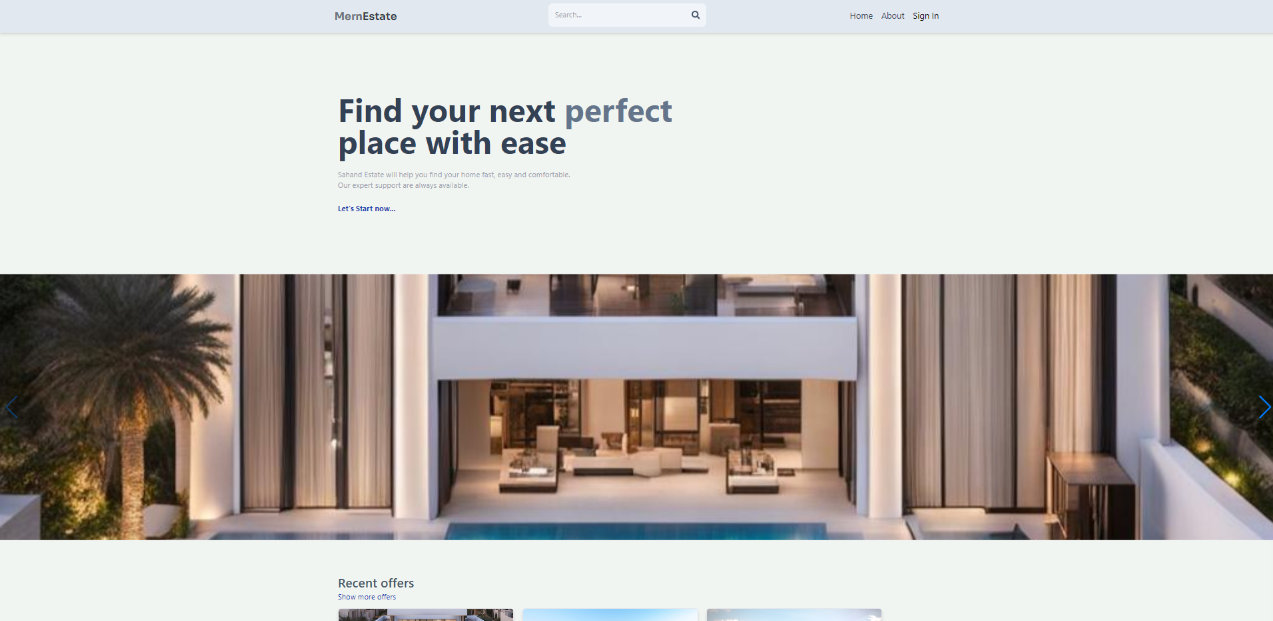 MernEstate
Search...
Home About Sign In
Find your next perfect
place with ease
Sahand Estate will help you find your home fast, easy and comfortable.
Our expert support are always available.
Let's Start now...
Recent offers
Show more offers